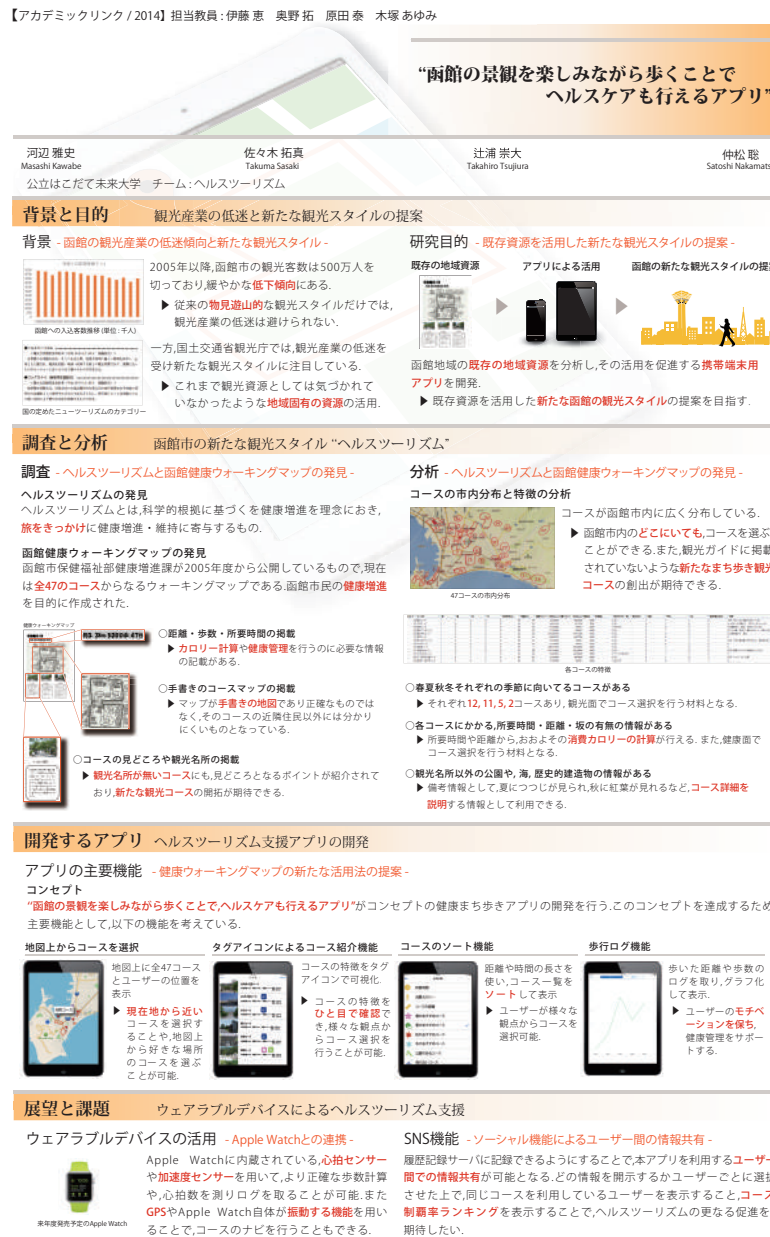 【アカデミックリンク / 2014】 担当教員 : 伊藤 恵　奥野 拓　原田 泰　木塚 あゆみ
“函館の景観を楽しみながら歩くことで
ヘルスケアも行えるアプリ”
河辺 雅史
Masashi Kawabe
佐々木 拓真
Takuma Sasaki
辻浦 崇大
Takahiro Tsujiura
仲松 聡
Satoshi Nakamats
公立はこだて未来大学　チーム : ヘルスツーリズム
背景と目的　観光産業の低迷と新たな観光スタイルの提案
背景 - 函館の観光産業の低迷傾向と新たな観光スタイル -
函館への入込客数推移 (単位 : 千人)
2005年以降,函館市の観光客数は500万人を
切っており,緩やかな低下傾向にある.
▶ 従来の物見遊山的な観光スタイルだけでは,
観光産業の低迷は避けられない.
一方,国土交通省観光庁では,観光産業の低迷を
受け新たな観光スタイルに注目している.
▶ これまで観光資源としては気づかれて
いなかったような地域固有の資源の活用.
国の定めたニューツーリズムのカテゴリー
研究目的 - 既存資源を活用した新たな観光スタイルの提案 -
既存の地域資源
アプリによる活用
函館の新たな観光スタイルの提案
函館地域の既存の地域資源を分析し,その活用を促進する携帯端末用
アプリを開発.
▶ 既存資源を活用した新たな函館の観光スタイルの提案を目指す.
調査と分析　函館市の新たな観光スタイル “ヘルスツーリズム”
調査 - ヘルスツーリズムと函館健康ウォーキングマップの発見 -
ヘルスツーリズムの発見
ヘルスツーリズムとは,科学的根拠に基づくを健康増進を理念におき,
旅をきっかけに健康増進・維持に寄与するもの.
函館健康ウォーキングマップの発見
函館市保健福祉部健康増進課が2005年度から公開しているもので,現在
は全47のコースからなるウォーキングマップである.函館市民の健康増進
を目的に作成された.
健康ウォーキングマップ
○距離・歩数・所要時間の掲載
▶ カロリー計算や健康管理を行うのに必要な情報
の記載がある.
○手書きのコースマップの掲載
▶ マップが手書きの地図であり正確なものでは
なく,そのコースの近隣住民以外には分かり
にくいものとなっている.
○コースの見どころや観光名所の掲載
▶ 観光名所が無いコースにも,見どころとなるポイントが紹介されて
おり,新たな観光コースの開拓が期待できる.
分析 - ヘルスツーリズムと函館健康ウォーキングマップの発見 -
コースの市内分布と特徴の分析
47コースの市内分布
コースが函館市内に広く分布している.
▶ 函館市内のどこにいても,コースを選ぶ
ことができる.また,観光ガイドに掲載
されていないような新たなまち歩き観光
コースの創出が期待できる.
各コースの特徴
○春夏秋冬それぞれの季節に向いてるコースがある
▶ それぞれ12, 11, 5, 2コースあり, 観光面でコース選択を行う材料となる.
○各コースにかかる,所要時間・距離・坂の有無の情報がある
▶ 所要時間や距離から,おおよその消費カロリーの計算が行える. また,健康面で
コース選択を行う材料となる.
○観光名所以外の公園や, 海, 歴史的建造物の情報がある
▶ 備考情報として,夏につつじが見られ,秋に紅葉が見れるなど,コース詳細を
説明する情報として利用できる.
開発するアプリ　ヘルスツーリズム支援アプリの開発
アプリの主要機能 - 健康ウォーキングマップの新たな活用法の提案 -
コンセプト
“函館の景観を楽しみながら歩くことで,ヘルスケアも行えるアプリ”がコンセプトの健康まち歩きアプリの開発を行う.このコンセプトを達成するため
主要機能として,以下の機能を考えている.
地図上からコースを選択
地図上に全47コース
とユーザーの位置を
表示
▶ 現在地から近い
コースを選択す
ることや,地図上
から好きな場所
のコースを選ぶ
ことが可能.
タグアイコンによるコース紹介機能
コースの特徴をタグ
アイコンで可視化.
▶ コースの特徴を
ひと目で確認で
き,様々な観点か
らコース選択を
行うことが可能.
コースのソート機能
距離や時間の長さを
使い,コース一覧を
ソートして表示
▶ ユーザーが様々な
観点からコースを
選択可能.
歩行ログ機能
歩いた距離や歩数の
ログを取り,グラフ化
して表示.
▶ ユーザーのモチベ
ーションを保ち,
健康管理をサポー
トする.
展望と課題　ウェアラブルデバイスによるヘルスツーリズム支援
ウェアラブルデバイスの活用 - Apple Watchとの連携 -
来年度発売予定のApple Watch
Apple Watchに内蔵されている,心拍センサー
や加速度センサーを用いて,より正確な歩数計算
や,心拍数を測りログを取ることが可能.また
GPSやApple Watch自体が振動する機能を用い
ることで,コースのナビを行うこともできる.
SNS機能 - ソーシャル機能によるユーザー間の情報共有 -
履歴記録サーバに記録できるようにすることで,本アプリを利用するユーザー
間での情報共有が可能となる.どの情報を開示するかユーザーごとに選択
させた上で,同じコースを利用しているユーザーを表示すること,コース
制覇率ランキングを表示することで,ヘルスツーリズムの更なる促進を
期待したい.